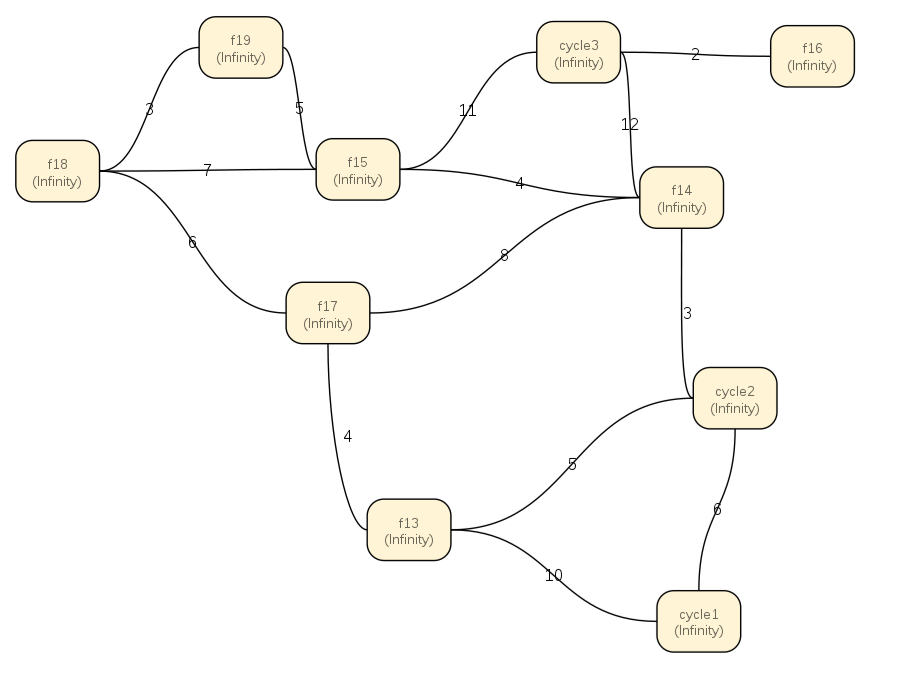 f19
(Infinity)
cycle3
(Infinity)
f16
(Infinity)
2
3
5
11
12
f18
(Infinity)
7
f15
(Infinity)
4
f14
(Infinity)
6
8
f17
(Infinity)
3
cycle2
(Infinity)
4
5
6
f13
(Infinity)
10
cycle1
(Infinity)